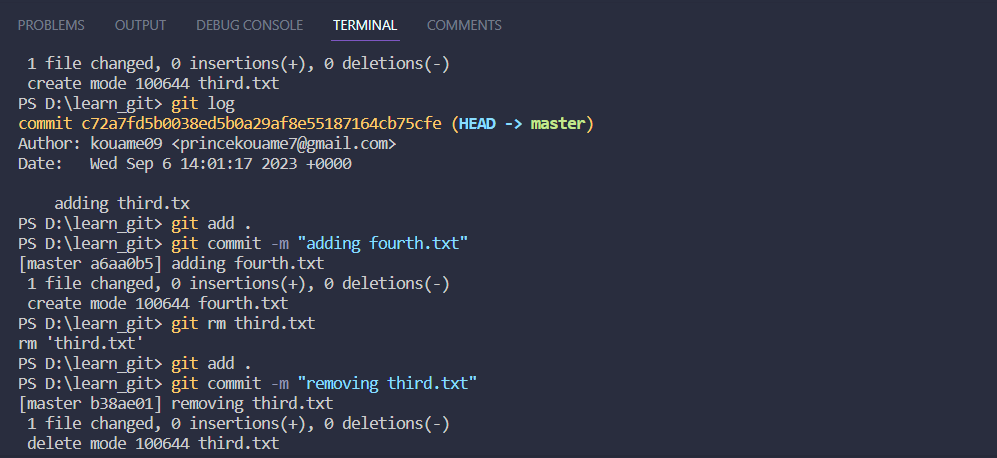 PROBLEMS OUTPUT DEBUG CONSOLE TERMINAL COMMENTS
1 file changed, 0 insertions(+), 0 deletions(-)
create mode 100644 third.txt
PS D:\learn_git> git log
commit c72a7fd5b0038ed5b0a29af8e55187164cb75cfe (HEAD -> master)
Author: kouame09 <princekouame7@gmail.com>
Date:   Wed Sep 6 14:01:17 2023 +0000
adding third.tx
PS D:\learn_git> git add .
PS D:\learn_git> git commit -m "adding fourth.txt"
[master a6aa0b5] adding fourth.txt
1 file changed, 0 insertions(+), 0 deletions(-)
create mode 100644 fourth.txt
PS D:\learn_git> git rm third.txt
rm 'third.txt'
PS D:\learn_git> git add .
PS D:\learn_git> git commit -m "removing third.txt"
[master b38ae01] removing third.txt
1 file changed, 0 insertions(+), 0 deletions(-)
delete mode 100644 third.txt